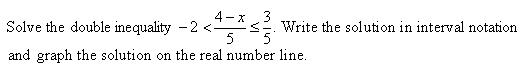 Solve the double inequality −2 < (4 − x)/5 ≤ 3/5. Write the solution in interval notation
and graph the solution on the real number line.